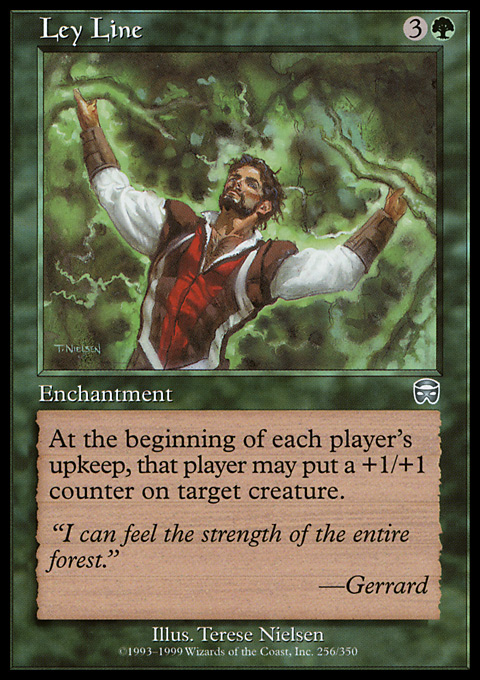 Ley Line
3
T. NIELSEN
Enchantment
At the beginning of each player's
upkeep, that player may put a +1/+1
counter on target creature.
“I can feel the strength of the entire
forest.”
—Gerrard
Illus. Terese Nielsen
©1993–1999 Wizards of the Coast, Inc. 256/350